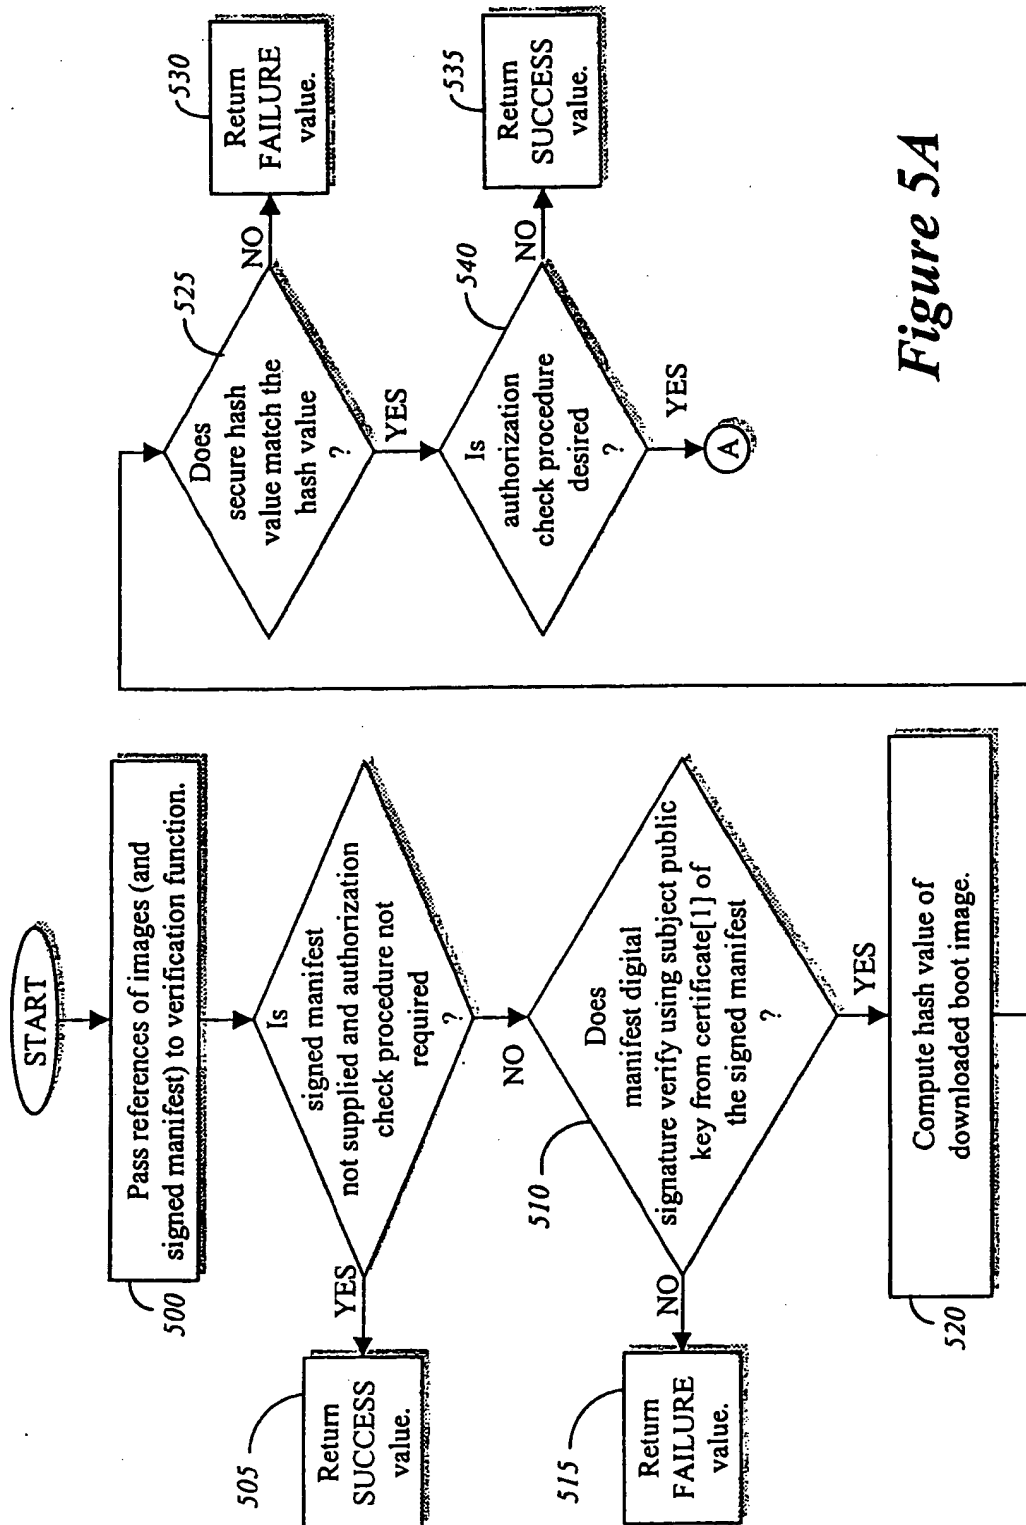 START
Pass references of images (and
signed manifest) to verification function.
500
Is
signed manifest
not supplied and authorization
check procedure not
required
?
YES
NO
505
Return
SUCCESS
value.
Does
manifest digital
signature verify using subject public
key from certificate[1] of
the signed manifest
?
510
NO
YES
515
Return
FAILURE
value.
Compute hash value of
downloaded boot image.
520
Does
secure hash
value match the
hash value
?
525
NO
YES
530
Return
FAILURE
value.
Is
authorization
check procedure
desired
?
540
NO
YES
535
Return
SUCCESS
value.
A
Figure 5A